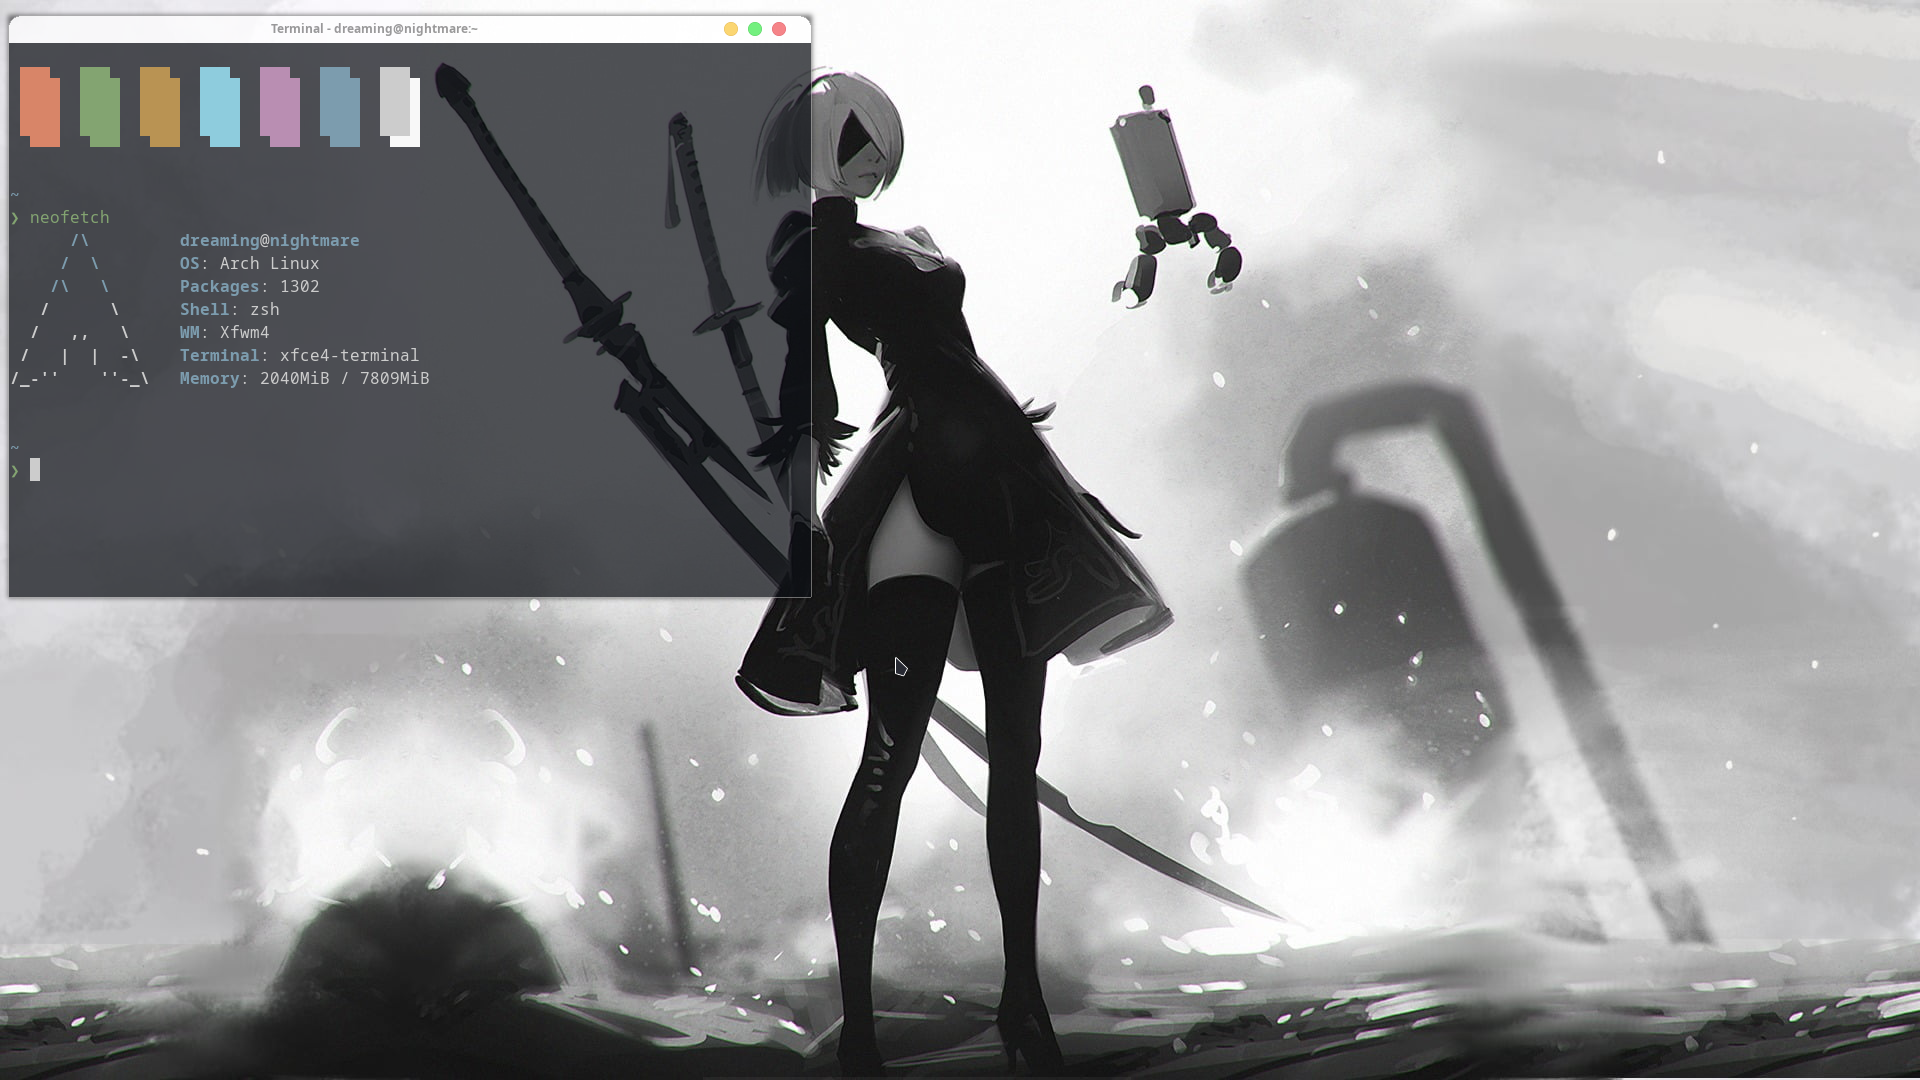 Terminal - dreaming@nightmare:~
~
❯ neofetch
       /\         dreaming@nightmare
      /  \        OS: Arch Linux
     /\   \       Packages: 1302
    /      \      Shell: zsh
   /   ,,   \     WM: Xfwm4
  /   |  |  -\    Terminal: xfce4-terminal
 /_-''    ''-_\   Memory: 2040MiB / 7809MiB
~
❯